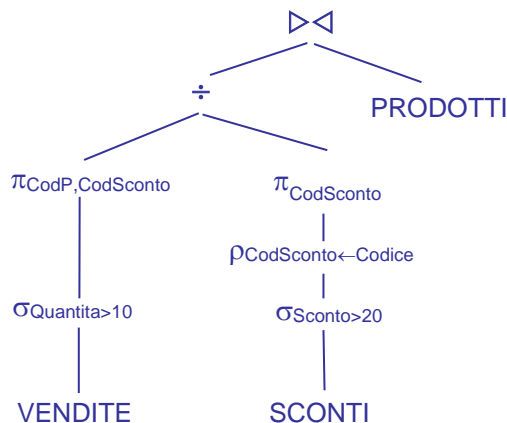 ▷◁
÷
PRODOTTI
πCodP,CodSconto
πCodSconto
ρCodSconto←Codice
σQuantita>10
σSconto>20
VENDITE
SCONTI